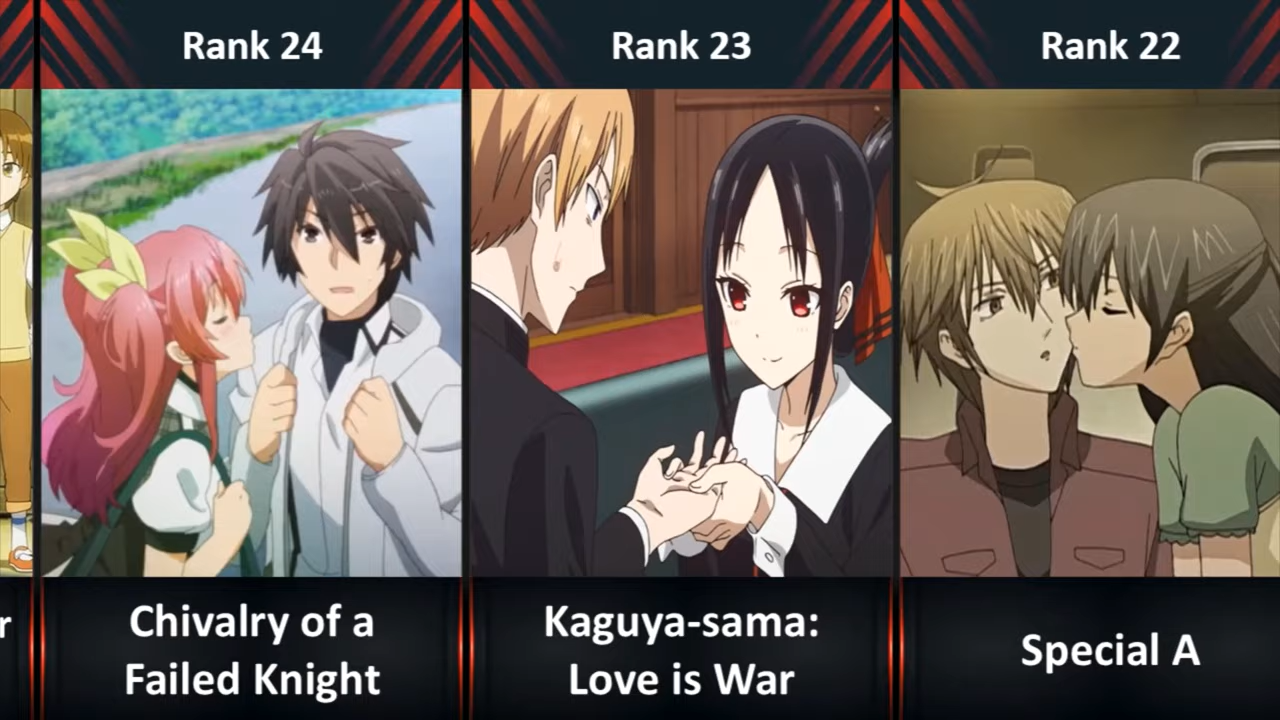 Rank 24
Rank 23
Rank 22
r
Chivalry of a
Failed Knight
Kaguya-sama:
Love is War
Special A